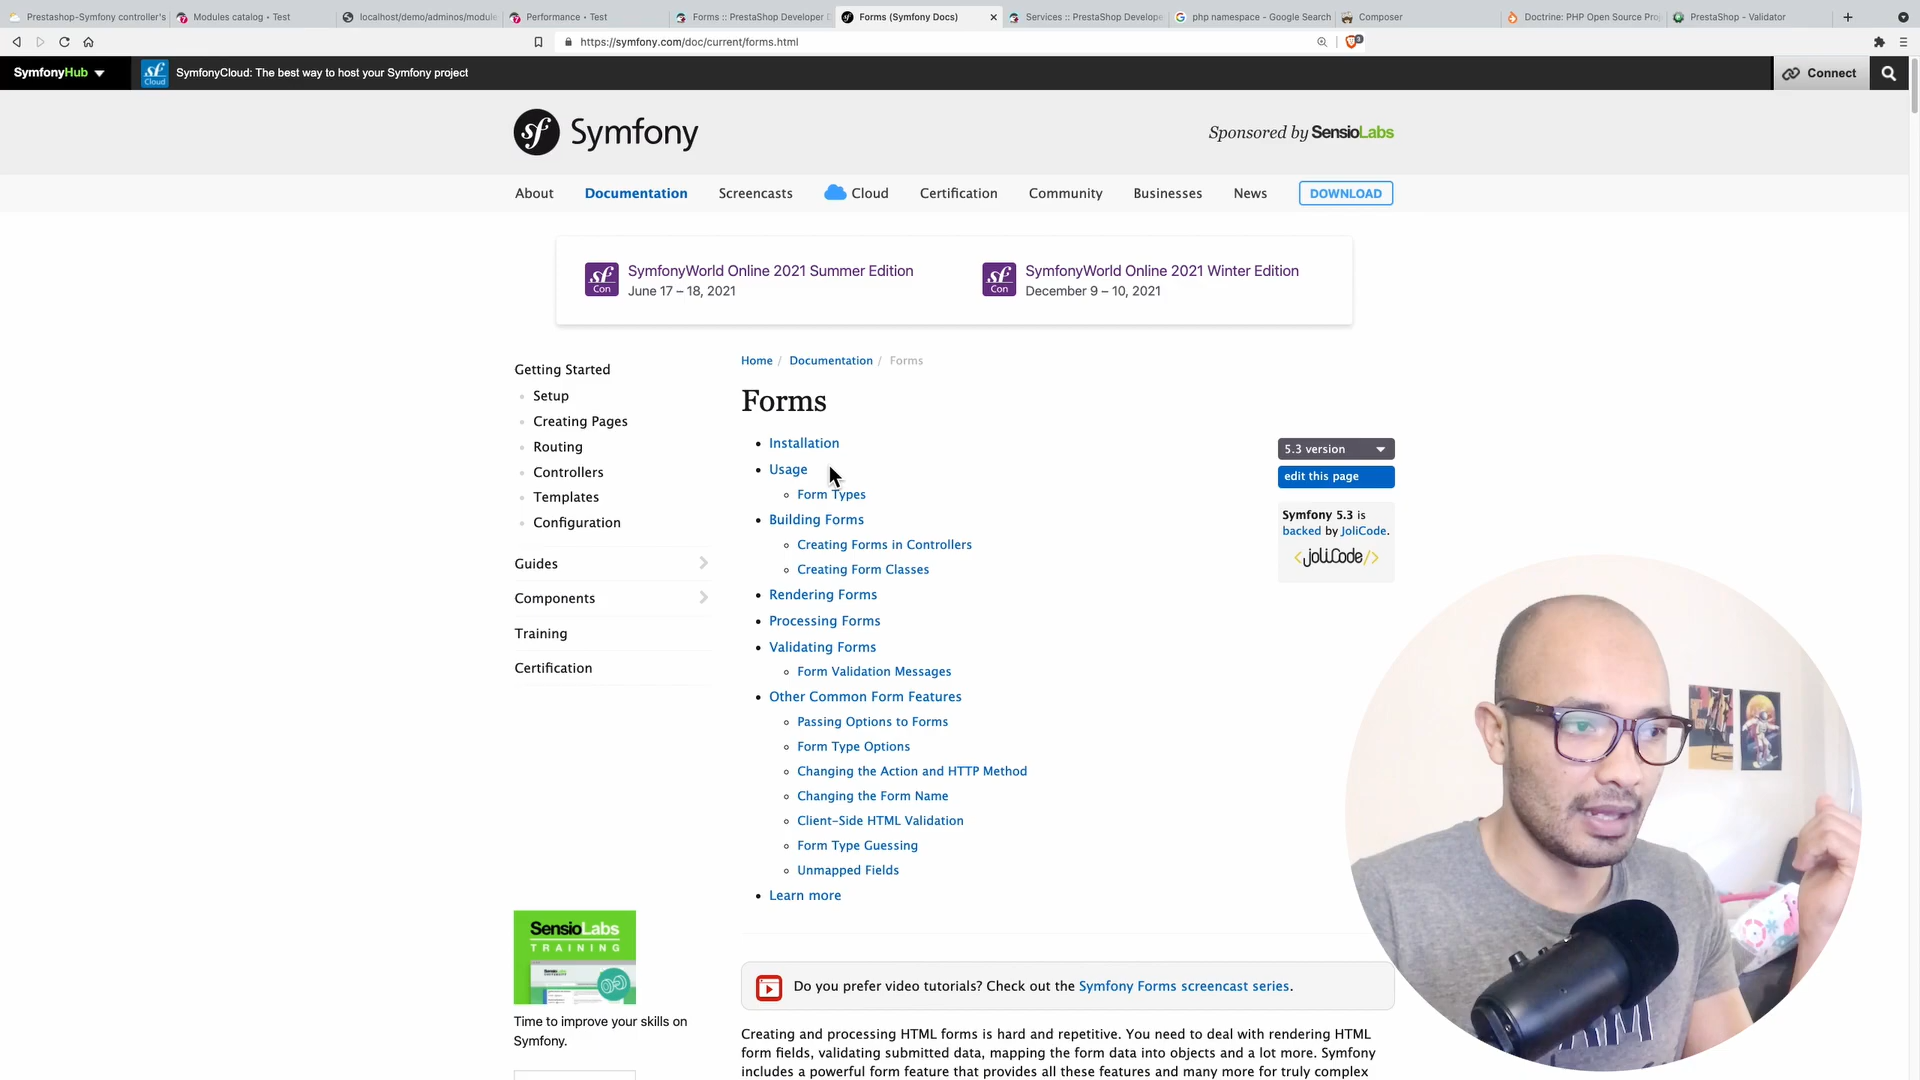 Prestashop-Symfony controller's
Modules catalog • Test
localhost/demo/adminos/module
Performance • Test
Forms :: PrestaShop Developer D
Forms (Symfony Docs)
Services :: PrestaShop Develope
php namespace - Google Search
Composer
Doctrine: PHP Open Source Proj
PrestaShop - Validator
https://symfony.com/doc/current/forms.html
SymfonyHub
sf Cloud
SymfonyCloud: The best way to host your Symfony project
Connect
sf Symfony
Sponsored by SensioLabs
About
Documentation
Screencasts
Cloud
Certification
Community
Businesses
News
DOWNLOAD
sf Con
SymfonyWorld Online 2021 Summer Edition
June 17 – 18, 2021
sf Con
SymfonyWorld Online 2021 Winter Edition
December 9 – 10, 2021
Getting Started
Setup
Creating Pages
Routing
Controllers
Templates
Configuration
Guides
Components
Training
Certification
SensioLabs
TRAINING
Time to improve your skills on
Symfony.
Home / Documentation / Forms
Forms
Installation
Usage
Form Types
Building Forms
Creating Forms in Controllers
Creating Form Classes
Rendering Forms
Processing Forms
Validating Forms
Form Validation Messages
Other Common Form Features
Passing Options to Forms
Form Type Options
Changing the Action and HTTP Method
Changing the Form Name
Client-Side HTML Validation
Form Type Guessing
Unmapped Fields
Learn more
5.3 version
edit this page
Symfony 5.3 is
backed by JoliCode.
<joliCode/>
Do you prefer video tutorials? Check out the Symfony Forms screencast series.
Creating and processing HTML forms is hard and repetitive. You need to deal with rendering HTML
form fields, validating submitted data, mapping the form data into objects and a lot more. Symfony
includes a powerful form feature that provides all these features and many more for truly complex